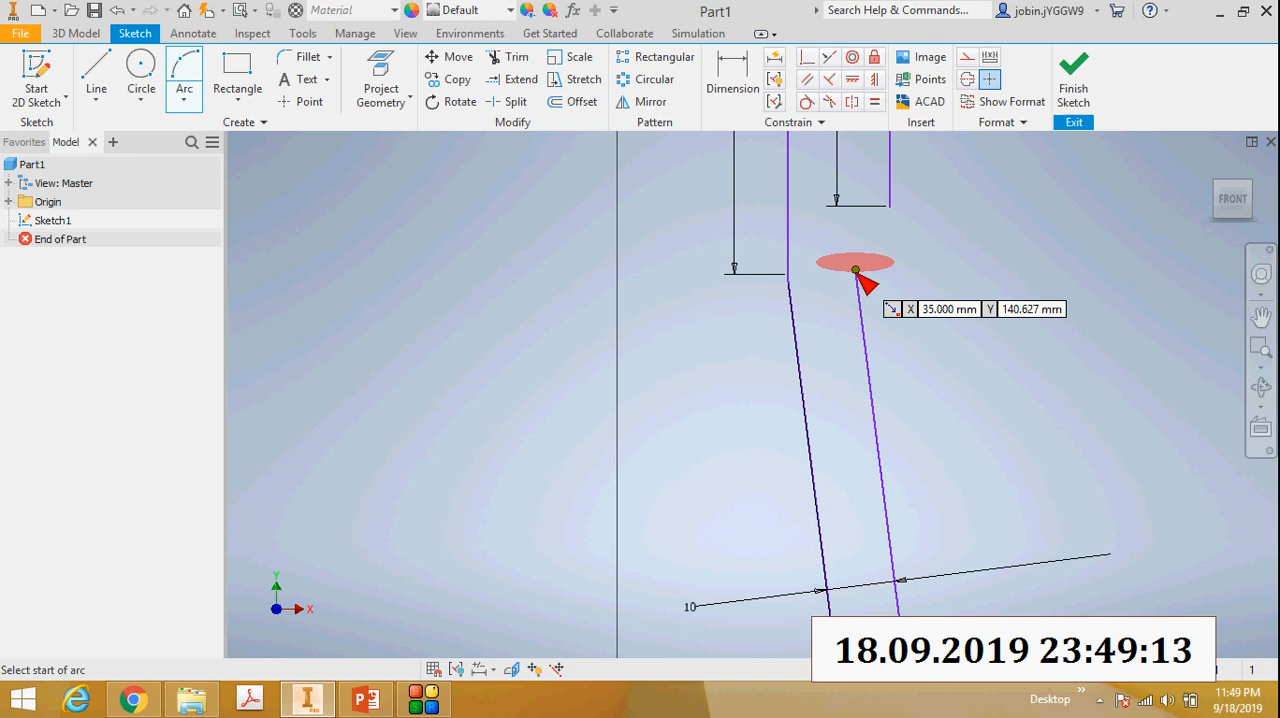 Material Default fx Part1 Search Help & Commands... jobin.jYGGW9
File 3D Model Sketch Annotate Inspect Tools Manage View Environments Get Started Collaborate Simulation
PRO
Start 2D Sketch Line Circle Arc Rectangle Fillet Text Point Project Geometry
Move Trim Scale
Copy Extend Stretch
Rotate Split Offset
Rectangular
Circular
Mirror
Dimension
Image
Points
ACAD
Show Format
Finish Sketch
Sketch Create Modify Pattern Constrain Insert Format Exit
Favorites Model
Part1
View: Master
Origin
Sketch1
End of Part
FRONT
X 35.000 mm Y 140.627 mm
10
Y
X
18.09.2019 23:49:13
Select start of arc
1
Desktop
11:49 PM
9/18/2019